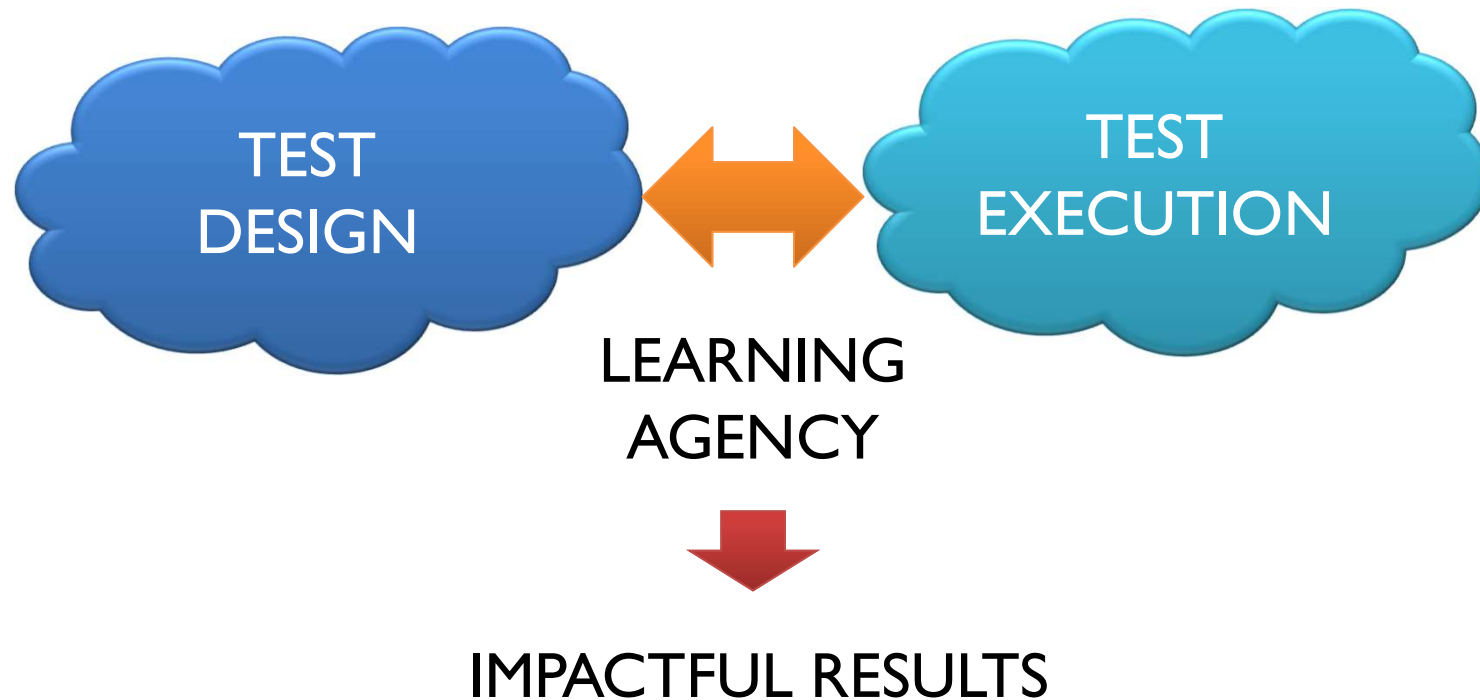 TEST
DESIGN
TEST
EXECUTION
LEARNING
AGENCY
IMPACTFUL RESULTS